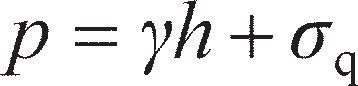 p = γh + σ_q